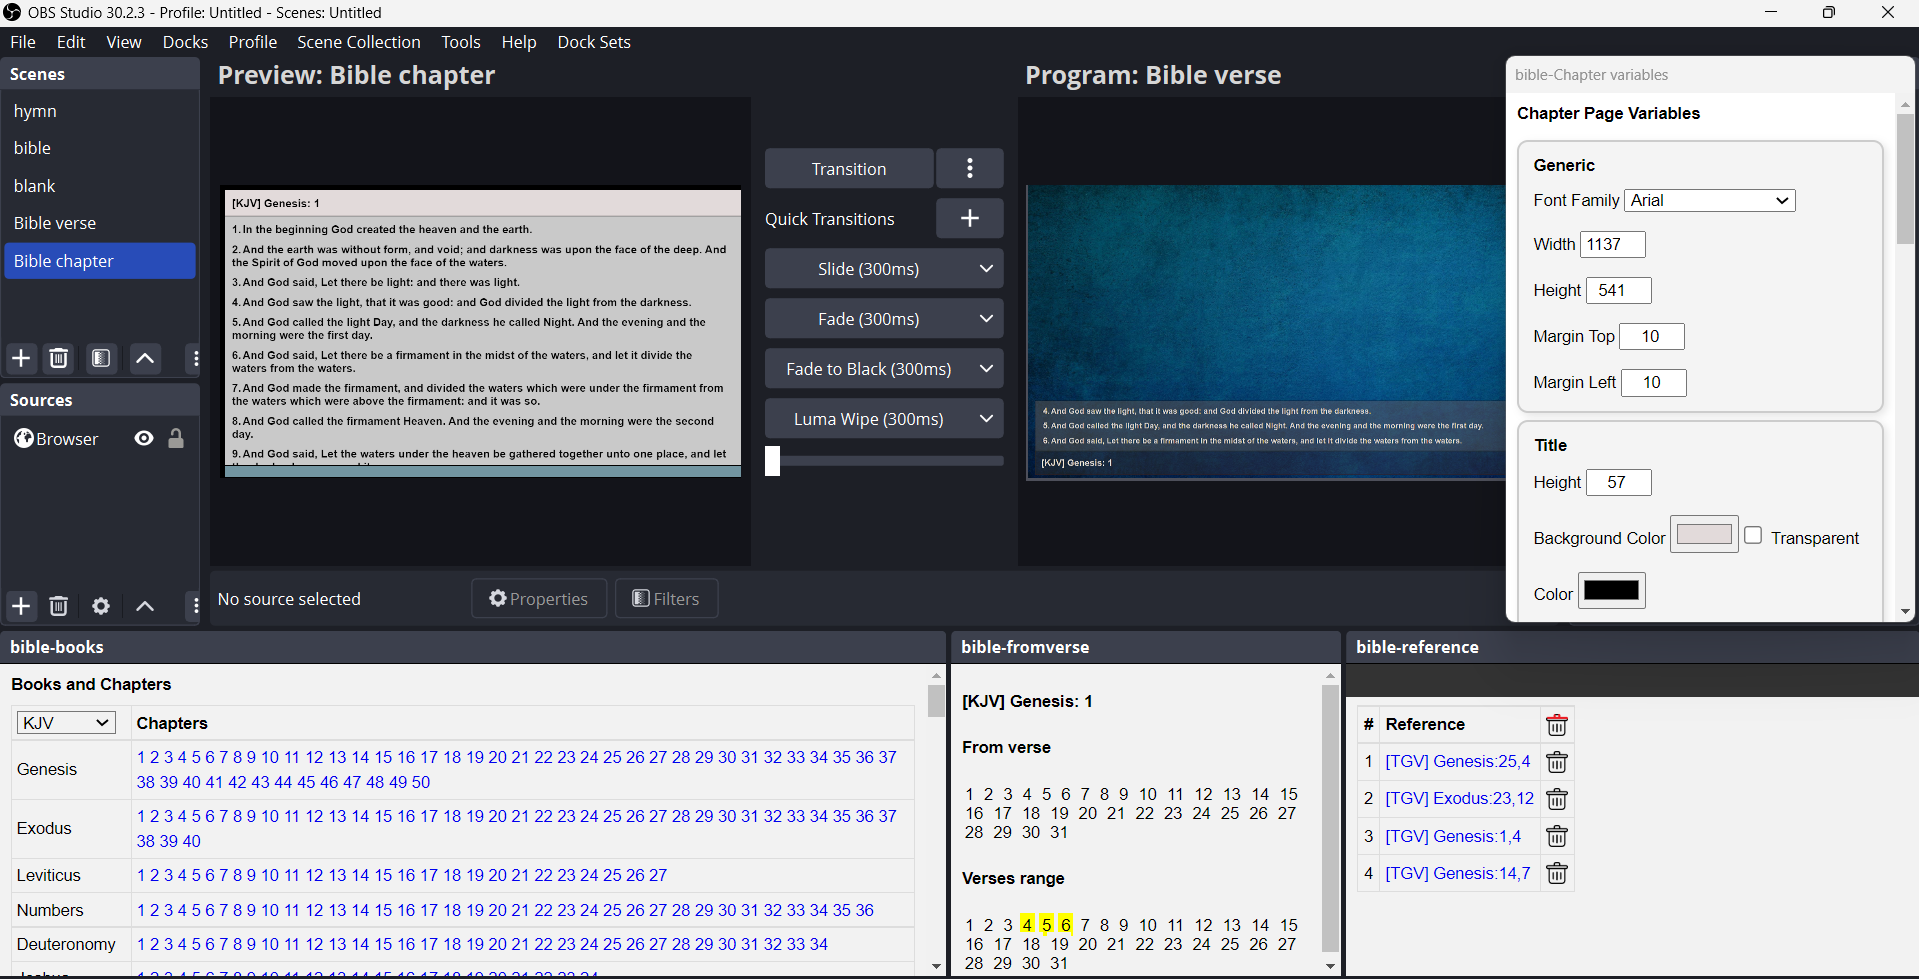 OBS Studio 30.2.3 - Profile: Untitled - Scenes: Untitled
File Edit View Docks Profile Scene Collection Tools Help Dock Sets
Scenes
hymn
bible
blank
Bible verse
Bible chapter
Sources
Browser
Preview: Bible chapter
[KJV] Genesis: 1
1. In the beginning God created the heaven and the earth.
2. And the earth was without form, and void; and darkness was upon the face of the deep. And
the Spirit of God moved upon the face of the waters.
3. And God said, Let there be light: and there was light.
4. And God saw the light, that it was good: and God divided the light from the darkness.
5. And God called the light Day, and the darkness he called Night. And the evening and the
morning were the first day.
6. And God said, Let there be a firmament in the midst of the waters, and let it divide the
waters from the waters.
7. And God made the firmament, and divided the waters which were under the firmament from
the waters which were above the firmament: and it was so.
8. And God called the firmament Heaven. And the evening and the morning were the second
day.
9. And God said, Let the waters under the heaven be gathered together unto one place, and let
Transition
Quick Transitions
Slide (300ms)
Fade (300ms)
Fade to Black (300ms)
Luma Wipe (300ms)
Program: Bible verse
4. And God saw the light, that it was good: and God divided the light from the darkness.
5. And God called the light Day, and the darkness he called Night. And the evening and the morning were the first day.
6. And God said, Let there be a firmament in the midst of the waters, and let it divide the waters from the waters.
[KJV] Genesis: 1
No source selected
Properties
Filters
bible-Chapter variables
Chapter Page Variables
Generic
Font Family Arial
Width 1137
Height 541
Margin Top 10
Margin Left 10
Title
Height 57
Background Color Transparent
Color
bible-books
Books and Chapters
KJV Chapters
Genesis 1 2 3 4 5 6 7 8 9 10 11 12 13 14 15 16 17 18 19 20 21 22 23 24 25 26 27 28 29 30 31 32 33 34 35 36 37
38 39 40 41 42 43 44 45 46 47 48 49 50
Exodus 1 2 3 4 5 6 7 8 9 10 11 12 13 14 15 16 17 18 19 20 21 22 23 24 25 26 27 28 29 30 31 32 33 34 35 36 37
38 39 40
Leviticus 1 2 3 4 5 6 7 8 9 10 11 12 13 14 15 16 17 18 19 20 21 22 23 24 25 26 27
Numbers 1 2 3 4 5 6 7 8 9 10 11 12 13 14 15 16 17 18 19 20 21 22 23 24 25 26 27 28 29 30 31 32 33 34 35 36
Deuteronomy 1 2 3 4 5 6 7 8 9 10 11 12 13 14 15 16 17 18 19 20 21 22 23 24 25 26 27 28 29 30 31 32 33 34
bible-fromverse
[KJV] Genesis: 1
From verse
1 2 3 4 5 6 7 8 9 10 11 12 13 14 15
16 17 18 19 20 21 22 23 24 25 26 27
28 29 30 31
Verses range
1 2 3 4 5 6 7 8 9 10 11 12 13 14 15
16 17 18 19 20 21 22 23 24 25 26 27
28 29 30 31
bible-reference
# Reference
1 [TGV] Genesis:25,4
2 [TGV] Exodus:23,12
3 [TGV] Genesis:1,4
4 [TGV] Genesis:14,7